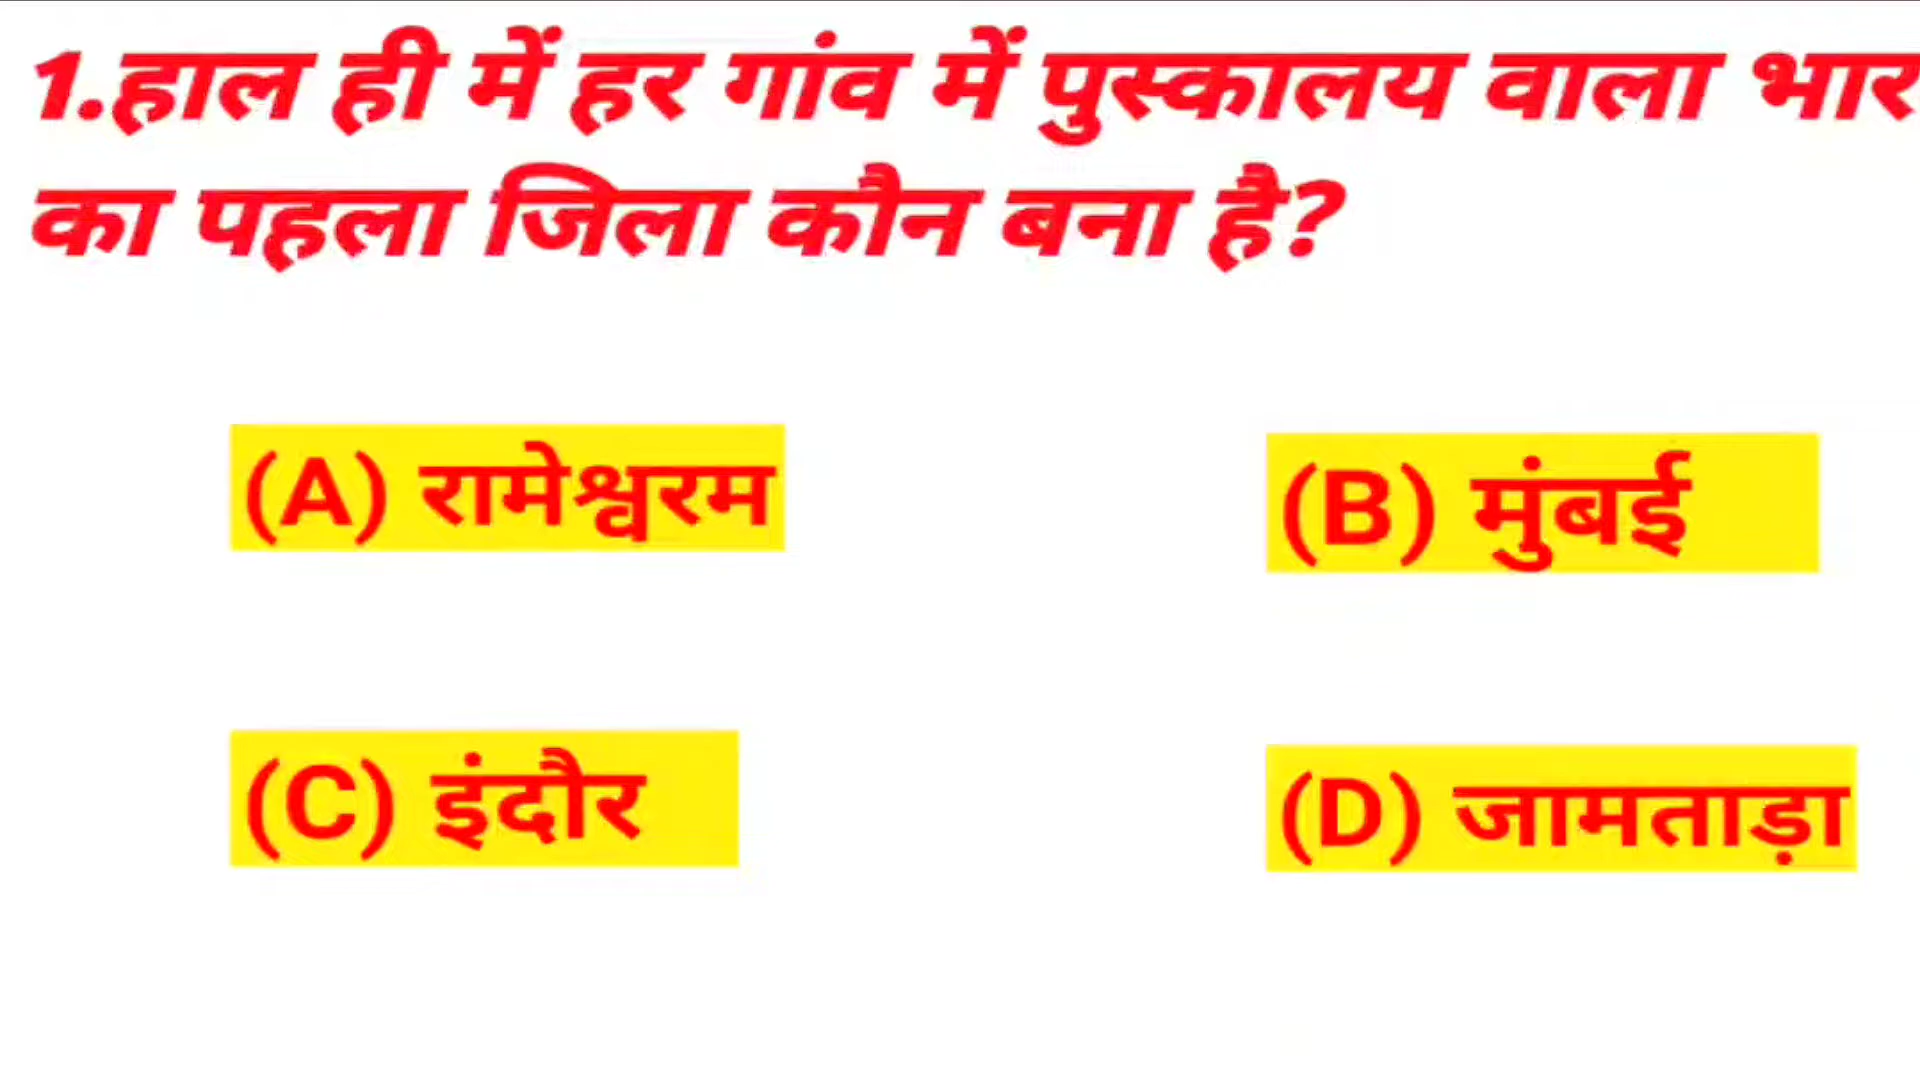 1.हाल ही में हर गांव में पुस्कालय वाला भार
का पहला जिला कौन बना है?
(A) रामेश्वरम
(B) मुंबई
(C) इंदौर
(D) जामताड़ा